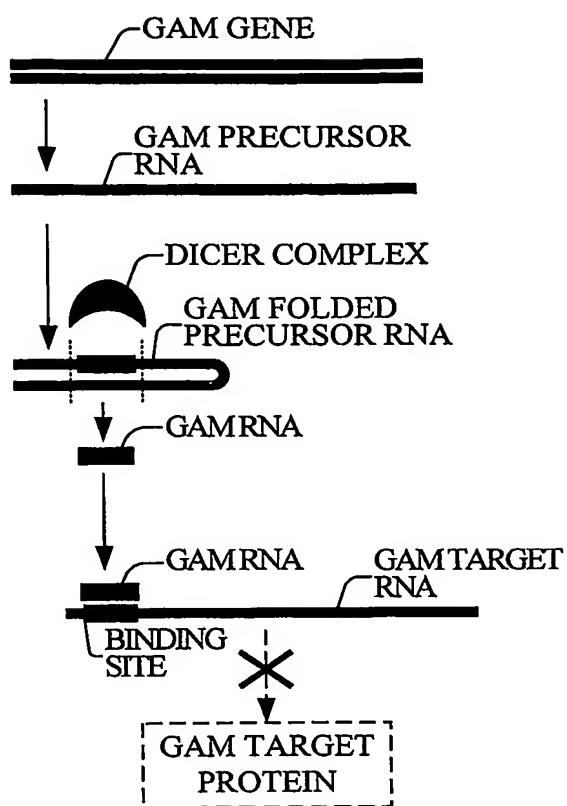 GAM GENE
GAM PRECURSOR
RNA
DICER COMPLEX
GAM FOLDED
PRECURSOR RNA
GAM RNA
GAM RNA
GAM TARGET
RNA
BINDING
SITE
GAM TARGET
PROTEIN